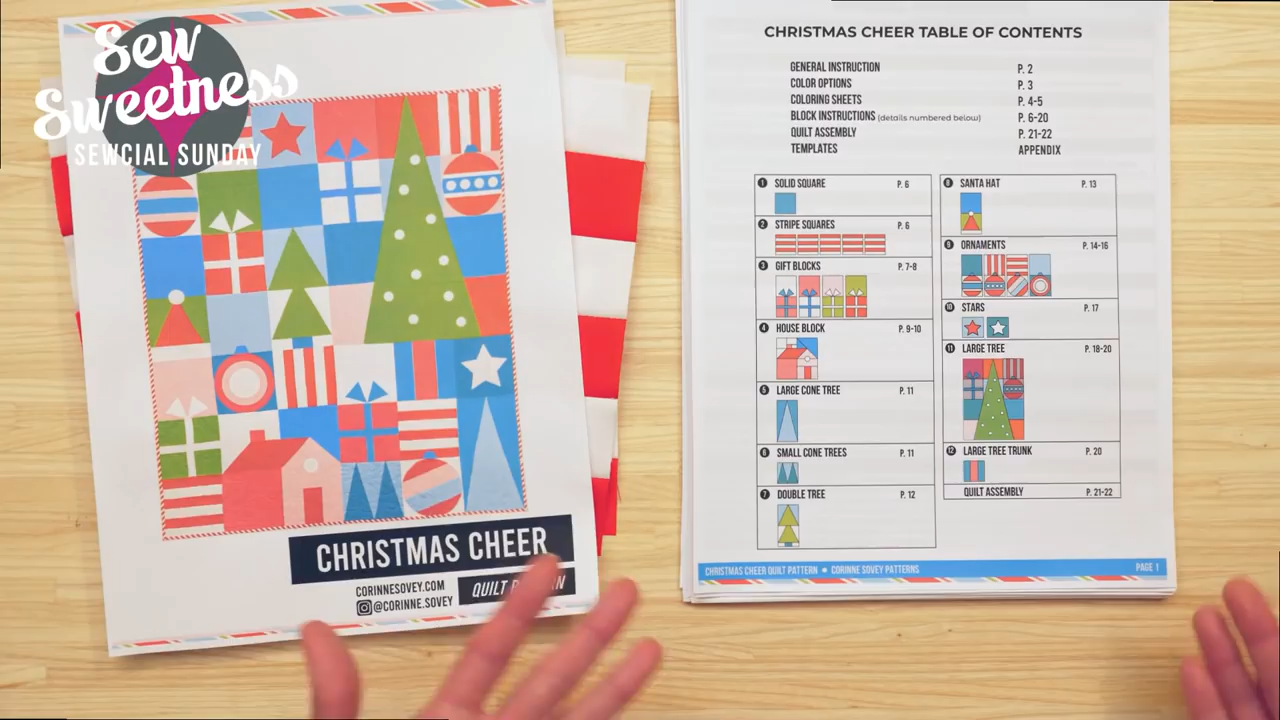 Sew
Sweetness
SEWCIAL SUNDAY
CHRISTMAS CHEER
CORINNESOVEY.COM
@CORINNE.SOVEY
QUILT
CHRISTMAS CHEER TABLE OF CONTENTS
GENERAL INSTRUCTION P. 2
COLOR OPTIONS P. 3
COLORING SHEETS P. 4-5
BLOCK INSTRUCTIONS (details numbered below) P. 6-20
QUILT ASSEMBLY P. 21-22
TEMPLATES APPENDIX
1 SOLID SQUARE P. 6
2 STRIPE SQUARES P. 6
3 GIFT BLOCKS P. 7-8
4 HOUSE BLOCK P. 9-10
5 LARGE CONE TREE P. 11
6 SMALL CONE TREES P. 11
7 DOUBLE TREE P. 12
8 SANTA HAT P. 13
9 ORNAMENTS P. 14-16
10 STARS P. 17
11 LARGE TREE P. 18-20
12 LARGE TREE TRUNK P. 20
QUILT ASSEMBLY P. 21-22
CHRISTMAS CHEER QUILT PATTERN • CORINNE SOVEY PATTERNS PAGE 1